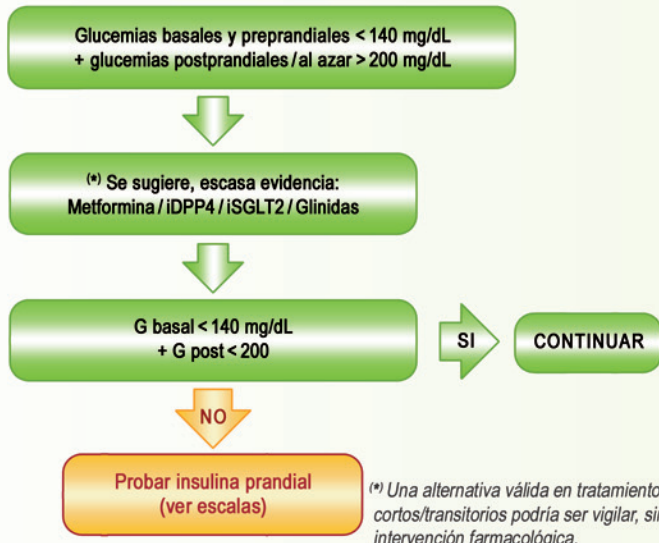 Glucemias basales y preprandiales < 140 mg/dL
+ glucemias postprandiales / al azar > 200 mg/dL
(*) Se sugiere, escasa evidencia:
Metformina / iDPP4 / iSGLT2 / Glinidas
G basal < 140 mg/dL
+ G post < 200
SI
CONTINUAR
NO
Probar insulina prandial
(ver escalas)
(*) Una alternativa válida en tratamiento
cortos/transitorios podría ser vigilar, si
intervención farmacológica.